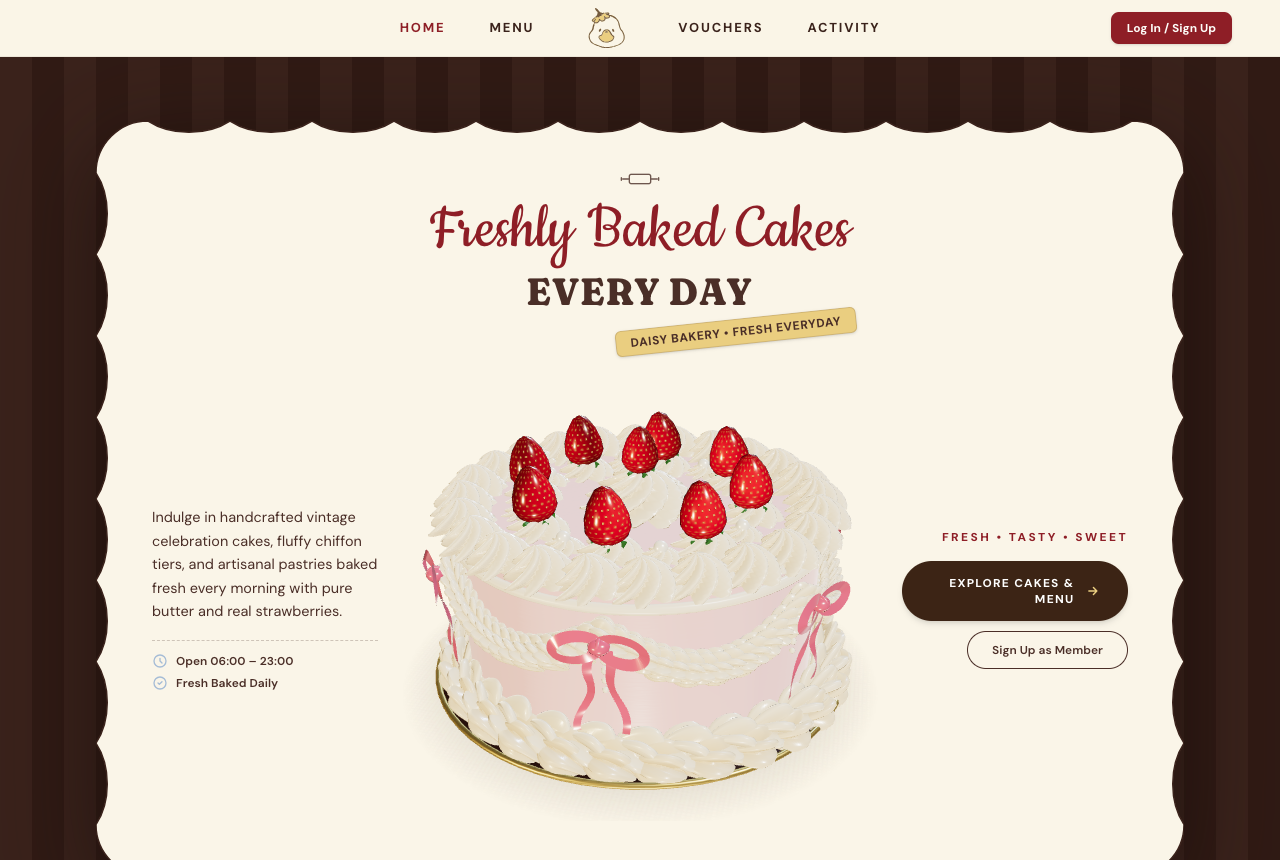 HOME
MENU
VOUCHERS
ACTIVITY
Log In / Sign Up
Freshly Baked Cakes
EVERY DAY
DAISY BAKERY • FRESH EVERYDAY
Indulge in handcrafted vintage
celebration cakes, fluffy chiffon
tiers, and artisanal pastries baked
fresh every morning with pure
butter and real strawberries.
Open 06:00 – 23:00
Fresh Baked Daily
FRESH • TASTY • SWEET
EXPLORE CAKES &
MENU →
Sign Up as Member